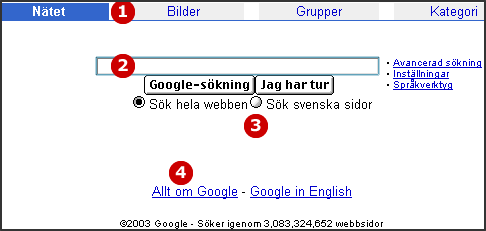 Nätet 1 Bilder Grupper Kategori
2 • Avancerad sökning
• Inställningar
• Språkverktyg
Google-sökning Jag har tur
Sök hela webben Sök svenska sidor
3
4
Allt om Google - Google in English
©2003 Google - Söker igenom 3,083,324,652 webbsidor